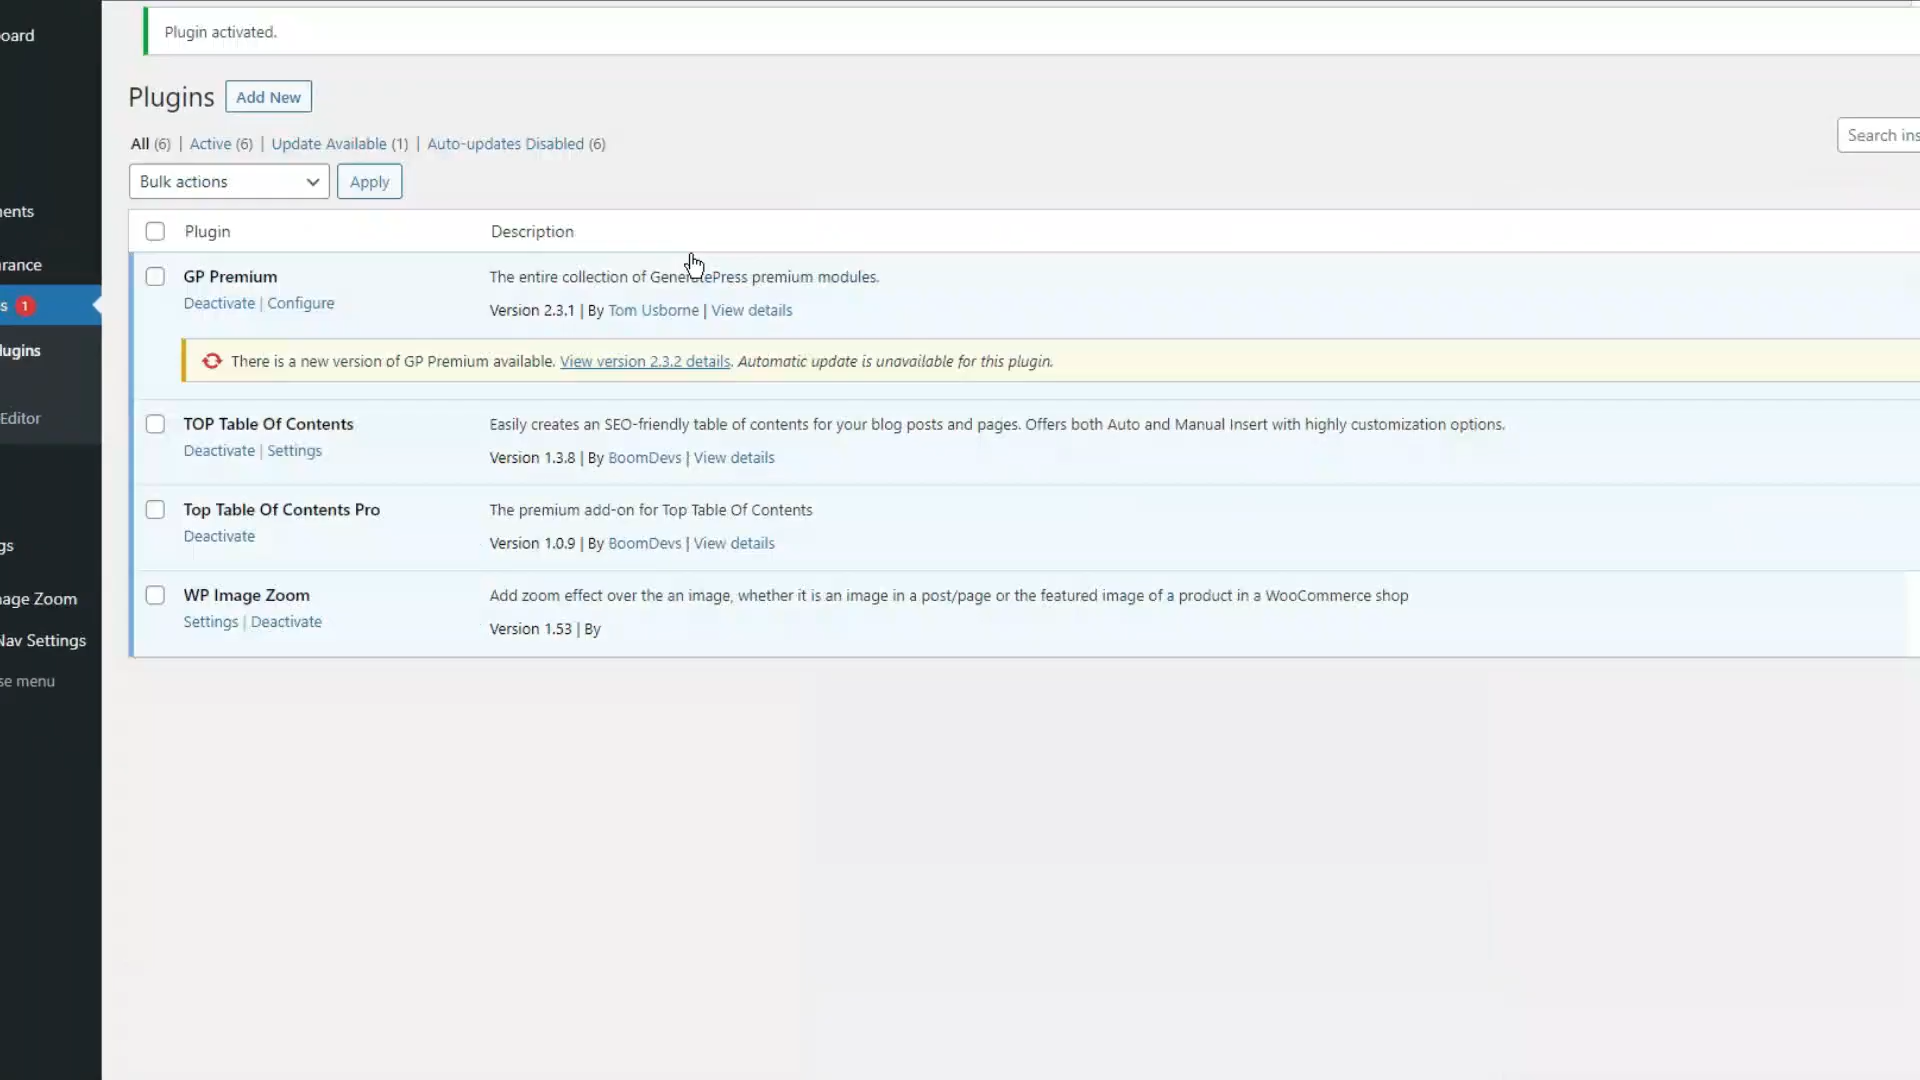 oard
Plugin activated.
Plugins Add New
All (6) | Active (6) | Update Available (1) | Auto-updates Disabled (6)
Search ins
Bulk actions Apply
Plugin Description
ents
rance
s 1
lugins
Editor
gs
age Zoom
Nav Settings
se menu
GP Premium
The entire collection of GeneratePress premium modules.
Deactivate | Configure
Version 2.3.1 | By Tom Usborne | View details
There is a new version of GP Premium available. View version 2.3.2 details. Automatic update is unavailable for this plugin.
TOP Table Of Contents
Easily creates an SEO-friendly table of contents for your blog posts and pages. Offers both Auto and Manual Insert with highly customization options.
Deactivate | Settings
Version 1.3.8 | By BoomDevs | View details
Top Table Of Contents Pro
The premium add-on for Top Table Of Contents
Deactivate
Version 1.0.9 | By BoomDevs | View details
WP Image Zoom
Add zoom effect over the an image, whether it is an image in a post/page or the featured image of a product in a WooCommerce shop
Settings | Deactivate
Version 1.53 | By